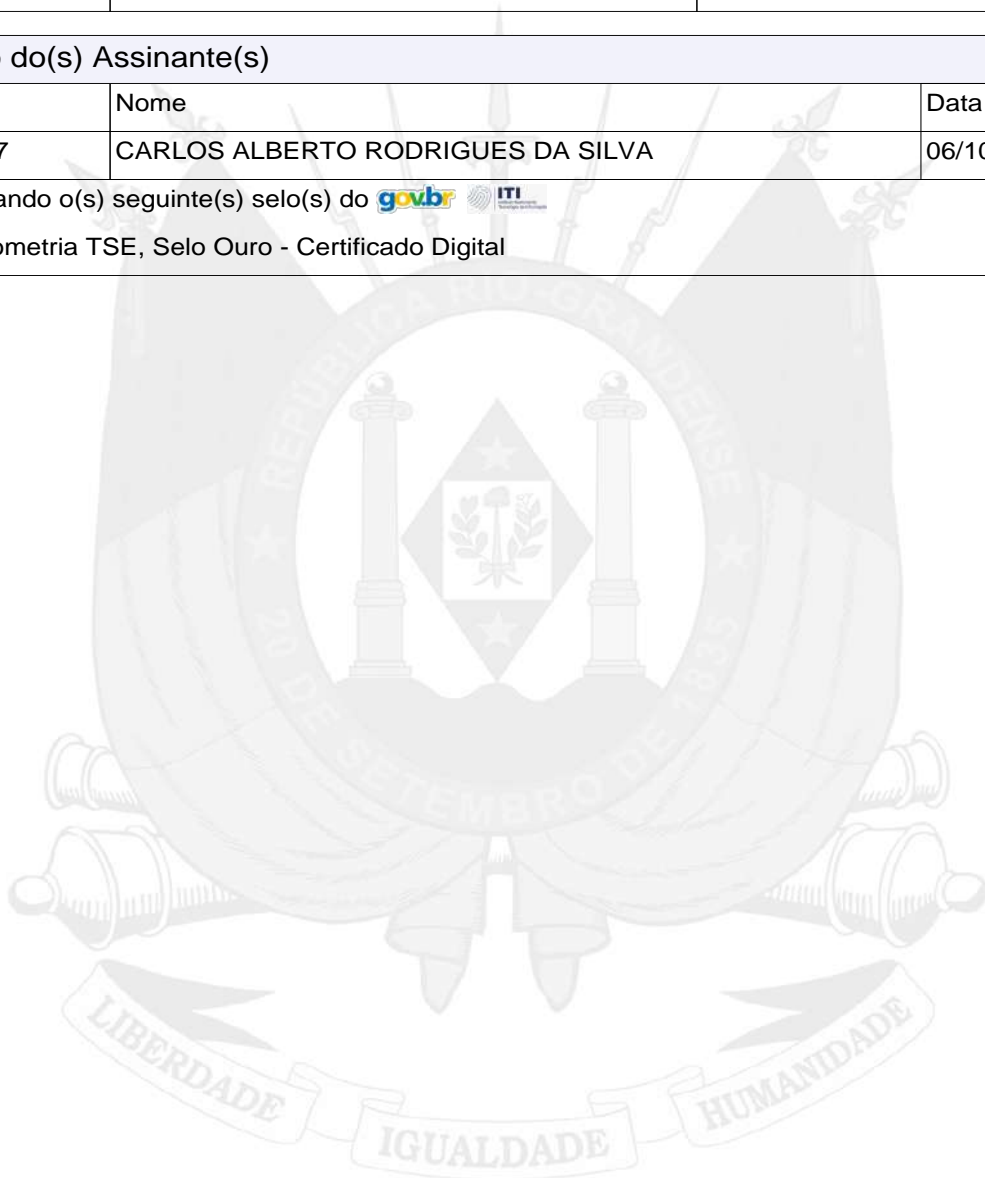 do(s) Assinante(s)
Nome Data
7 CARLOS ALBERTO RODRIGUES DA SILVA 06/10
ando o(s) seguinte(s) selo(s) do gov.br ITI
ometria TSE, Selo Ouro - Certificado Digital
REPÚBLICA RIO-GRANDENSE
★ 20 DE SETEMBRO DE 1835 ★
LIBERDADE IGUALDADE HUMANIDADE